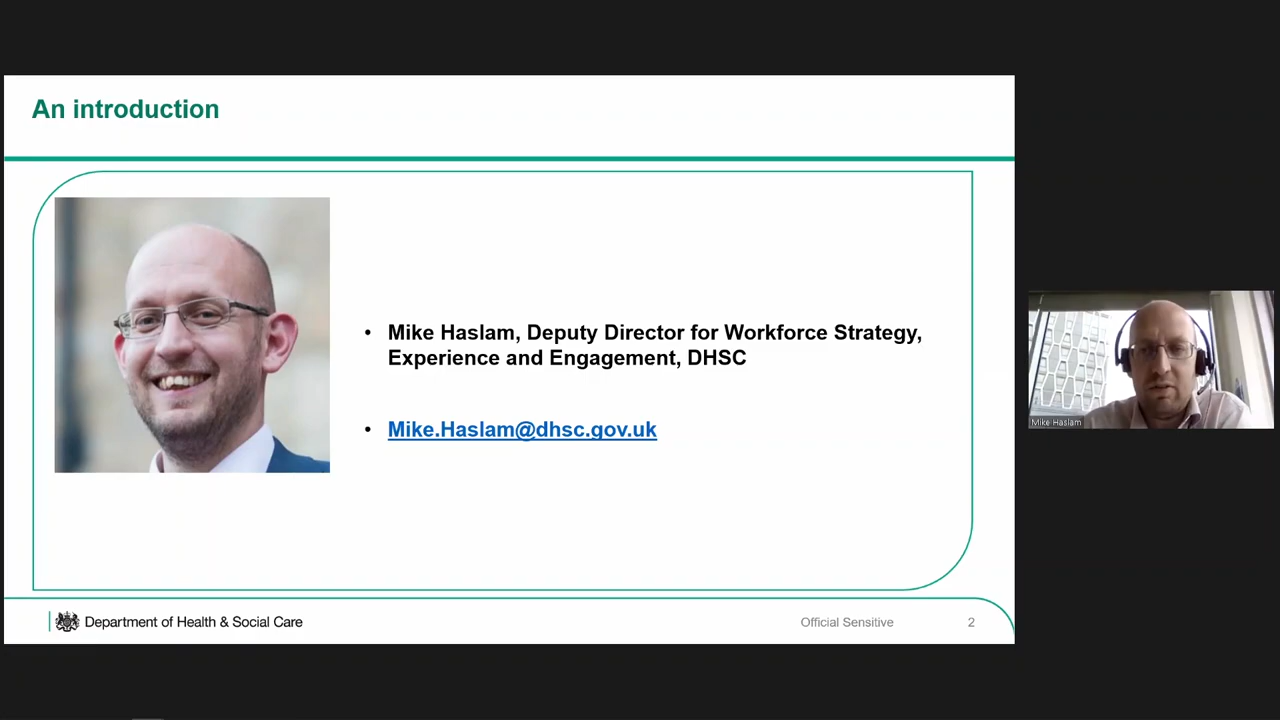 An introduction
• Mike Haslam, Deputy Director for Workforce Strategy,
Experience and Engagement, DHSC
• Mike.Haslam@dhsc.gov.uk
Mike Haslam
Department of Health & Social Care
Official Sensitive
2